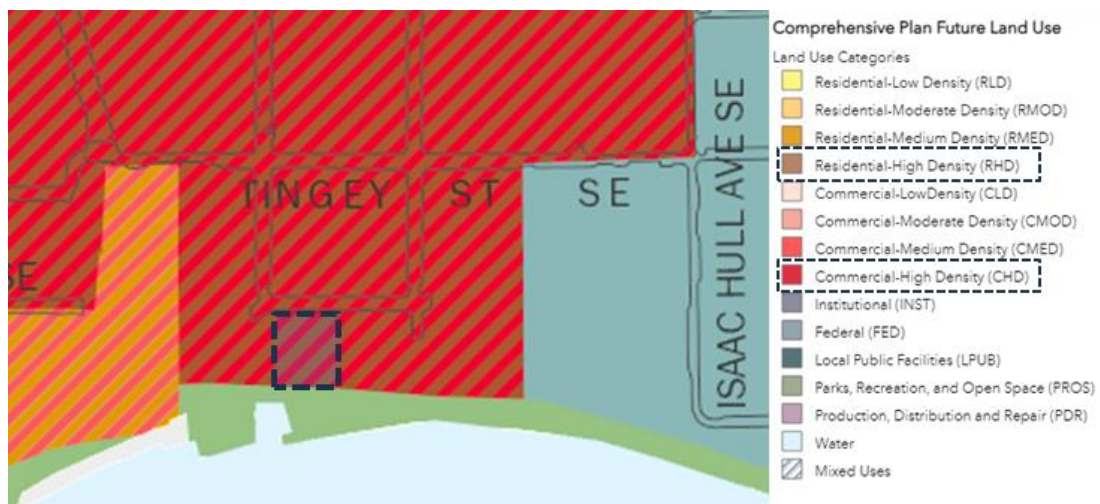 TINGEY ST SE
SE
ISAAC HULL AVE SE
Comprehensive Plan Future Land Use
Land Use Categories
Residential-Low Density (RLD)
Residential-Moderate Density (RMOD)
Residential-Medium Density (RMED)
Residential-High Density (RHD)
Commercial-LowDensity (CLD)
Commercial-Moderate Density (CMOD)
Commercial-Medium Density (CMED)
Commercial-High Density (CHD)
Institutional (INST)
Federal (FED)
Local Public Facilities (LPUB)
Parks, Recreation, and Open Space (PROS)
Production, Distribution and Repair (PDR)
Water
Mixed Uses